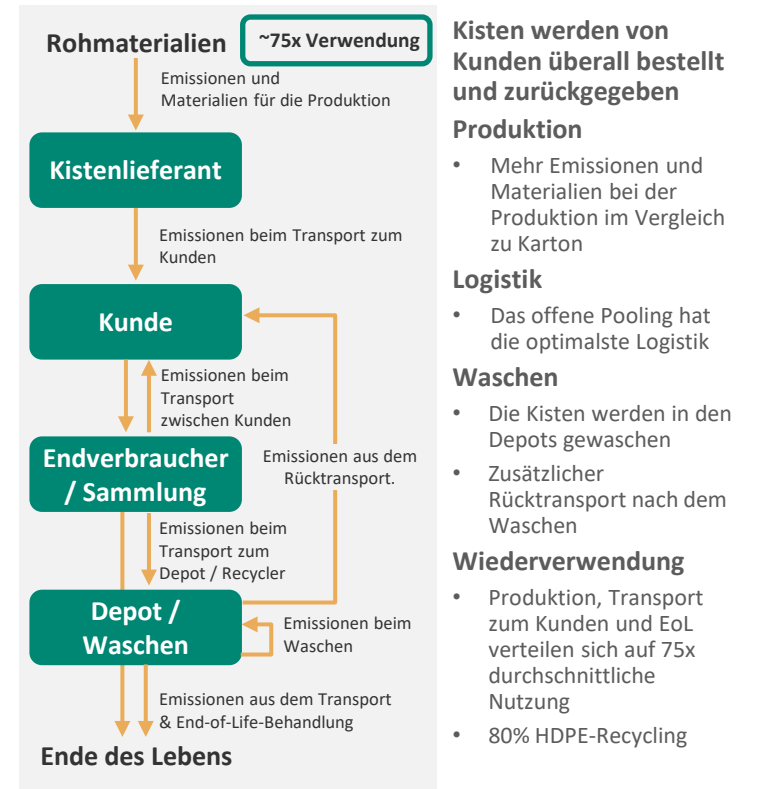 Rohmaterialien
~75x Verwendung
Emissionen und
Materialien für die Produktion
Kistenlieferant
Emissionen beim Transport zum
Kunden
Kunde
Emissionen beim
Transport
zwischen Kunden
Endverbraucher
/ Sammlung
Emissionen aus dem
Rücktransport.
Emissionen beim
Transport zum
Depot / Recycler
Depot /
Waschen
Emissionen beim
Waschen
Emissionen aus dem Transport
& End-of-Life-Behandlung
Ende des Lebens
Kisten werden von
Kunden überall bestellt
und zurückgegeben
Produktion
• Mehr Emissionen und
Materialien bei der
Produktion im Vergleich
zu Karton
Logistik
• Das offene Pooling hat
die optimalste Logistik
Waschen
• Die Kisten werden in den
Depots gewaschen
• Zusätzlicher
Rücktransport nach dem
Waschen
Wiederverwendung
• Produktion, Transport
zum Kunden und EoL
verteilen sich auf 75x
durchschnittliche
Nutzung
• 80% HDPE-Recycling